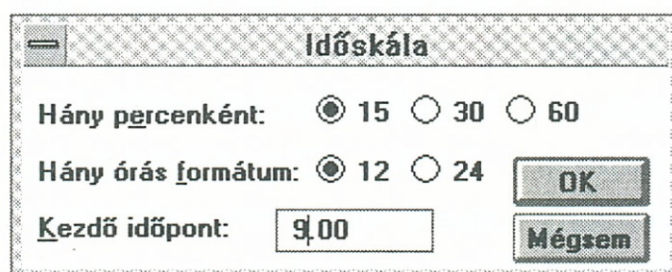 Időskála
Hány percenként: 15 30 60
Hány órás formátum: 12 24
OK
Kezdő időpont: 9.00
Mégsem